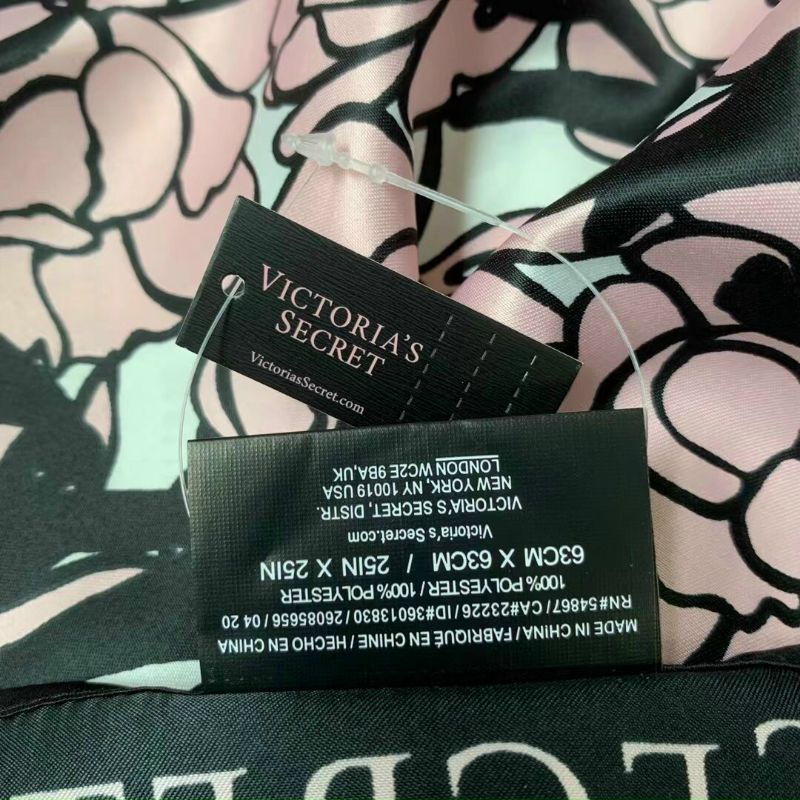 VICTORIA'S
SECRET
VictoriasSecret.com
MADE IN CHINA / FABRIQUÉ EN CHINE / HECHO EN CHINA
RN#54867 / CA#23226 / ID#36013830 / 26085656 / 04 20
100% POLYESTER / 100% POLYESTER
63CM X 63CM / 25IN X 25IN
Victoria's Secret.com
VICTORIA'S SECRET, DISTR.
NEW YORK, NY 10019 USA
LONDON WC2E 9BA,UK